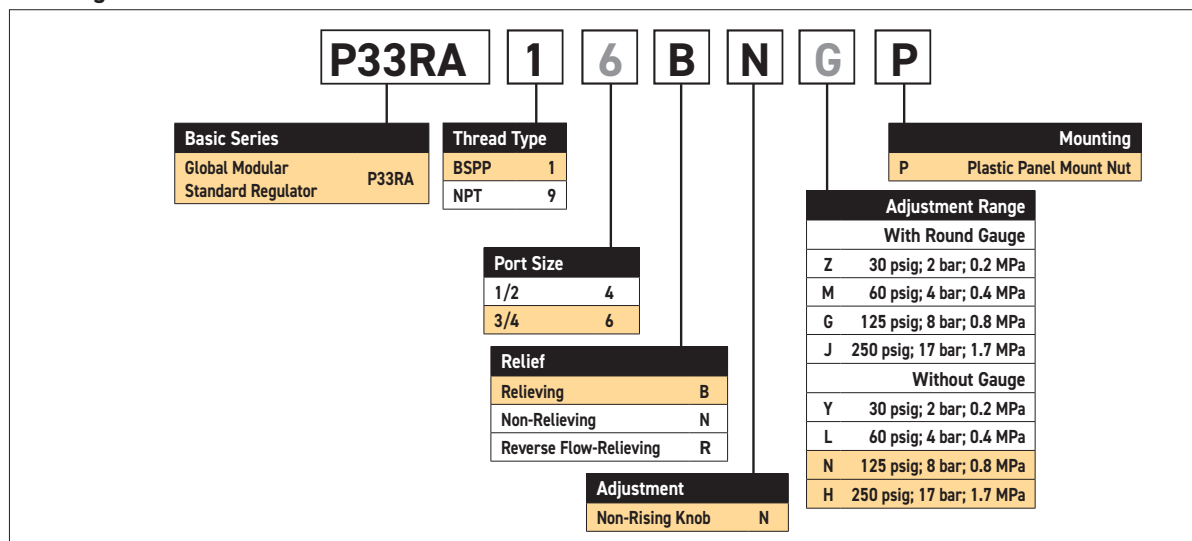 P33RA 1 6 B N G P
Basic Series
Global Modular
Standard Regulator P33RA
Thread Type
BSPP 1
NPT 9
Mounting
P Plastic Panel Mount Nut
Port Size
1/2 4
3/4 6
Adjustment Range
With Round Gauge
Z 30 psig; 2 bar; 0.2 MPa
M 60 psig; 4 bar; 0.4 MPa
G 125 psig; 8 bar; 0.8 MPa
J 250 psig; 17 bar; 1.7 MPa
Without Gauge
Y 30 psig; 2 bar; 0.2 MPa
L 60 psig; 4 bar; 0.4 MPa
N 125 psig; 8 bar; 0.8 MPa
H 250 psig; 17 bar; 1.7 MPa
Relief
Relieving B
Non-Relieving N
Reverse Flow-Relieving R
Adjustment
Non-Rising Knob N